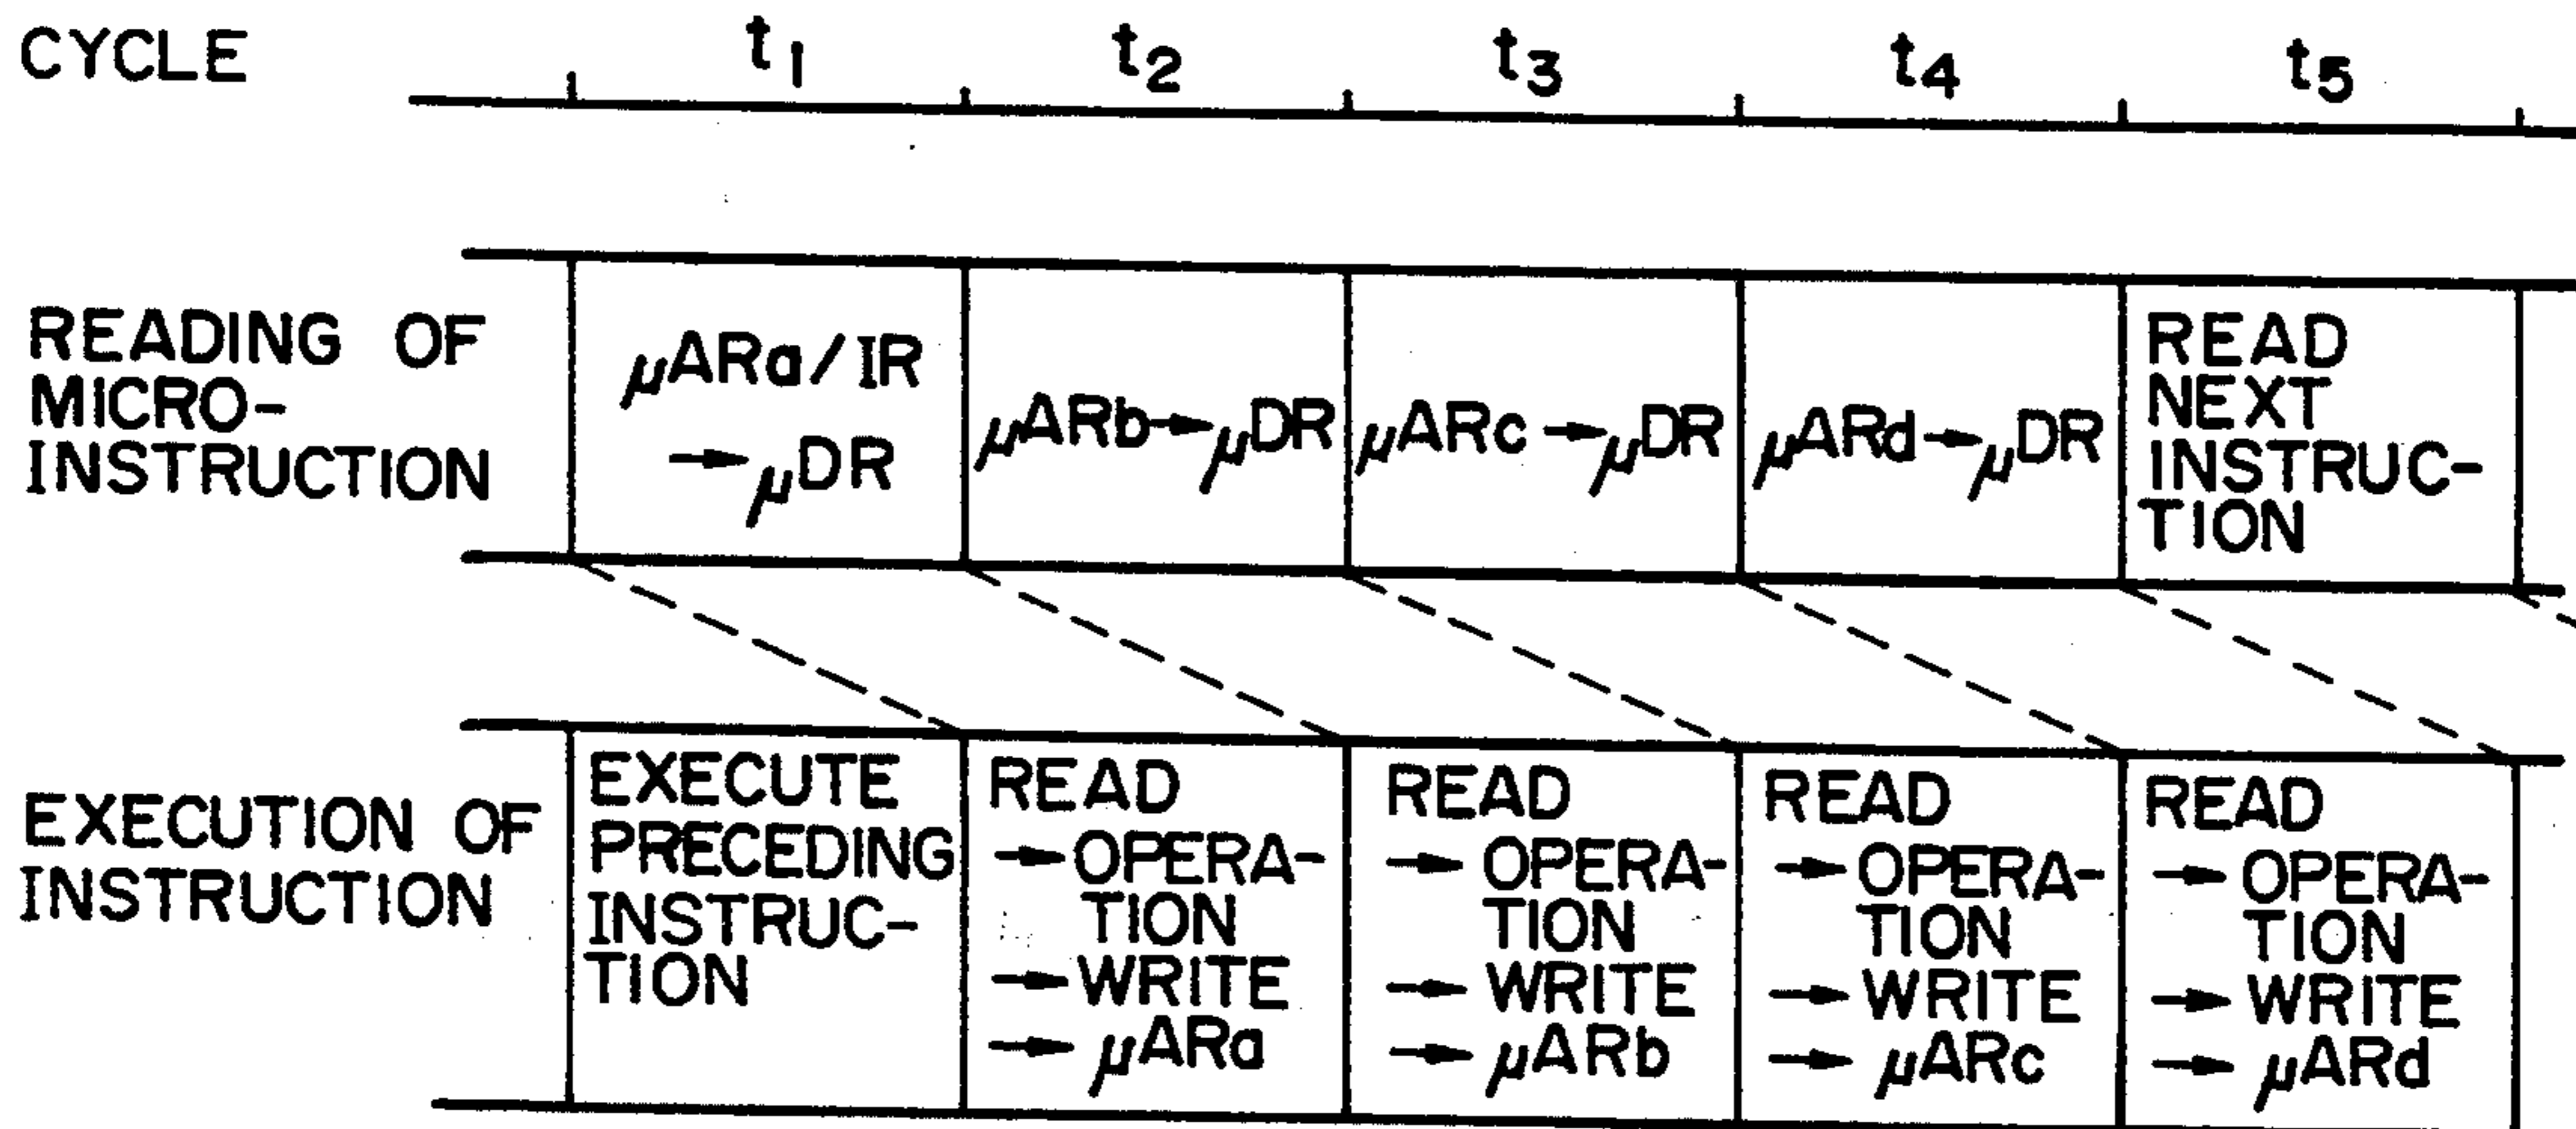 CYCLE t1 t2 t3 t4 t5
READING OF
MICRO-
INSTRUCTION
μARa/IR
→μDR
μARb→μDR
μARc→μDR
μARd→μDR
READ
NEXT
INSTRUC-
TION
EXECUTION OF
INSTRUCTION
EXECUTE
PRECEDING
INSTRUC-
TION
READ
→OPERA-
TION
→WRITE
→μARa
READ
→OPERA-
TION
→WRITE
→μARb
READ
→OPERA-
TION
→WRITE
→μARc
READ
→OPERA-
TION
→WRITE
→μARd